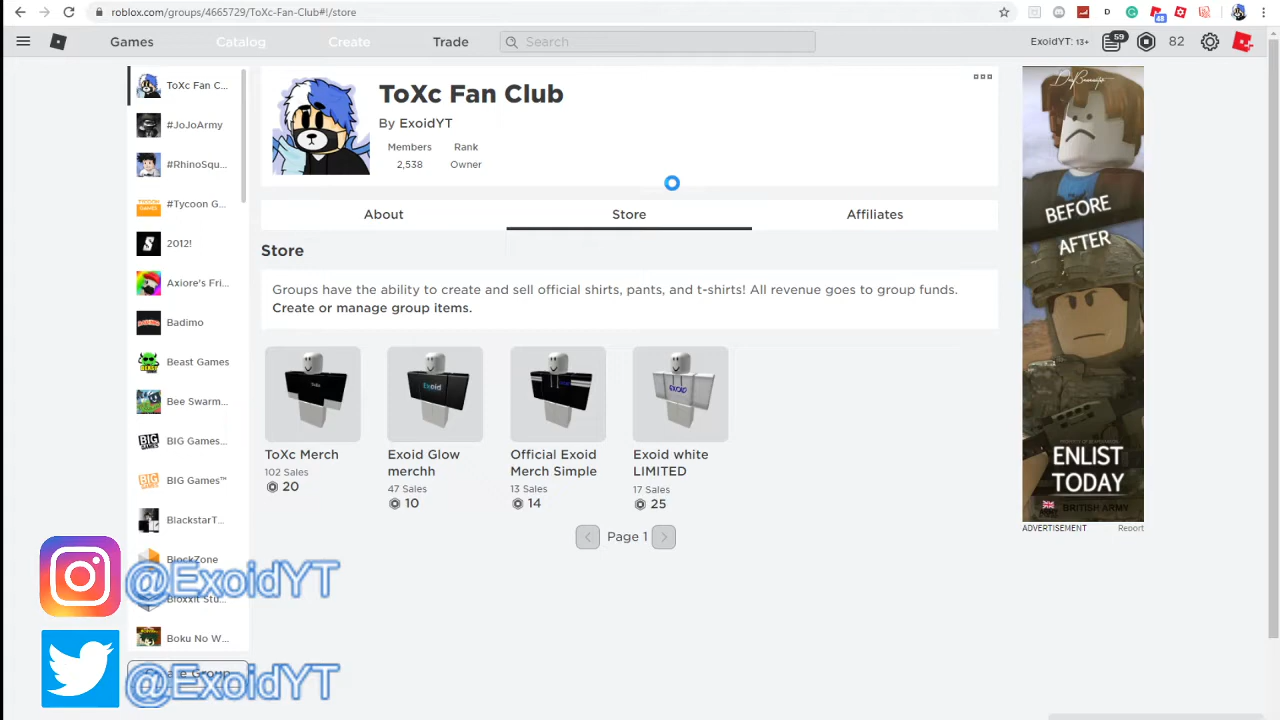 roblox.com/groups/4665729/ToXc-Fan-Club#!/store
D
48
Games
Catalog
Create
Trade
Search
ExoidYT: 13+
59
82
ToXc Fan C...
#JoJoArmy
#RhinoSqu...
#Tycoon G...
2012!
Axiore's Fri...
Badimo
Beast Games
Bee Swarm...
BIG Games...
BIG Games™
BlackstarT...
BlockZone
Bloxxit Stu...
Boku No W...
ToXc Fan Club
By ExoidYT
Members
Rank
2,538
Owner
About
Store
Affiliates
Store
Groups have the ability to create and sell official shirts, pants, and t-shirts! All revenue goes to group funds.
Create or manage group items.
ToXc
Exoid
EXOID
ToXc Merch
102 Sales
20
Exoid Glow
merchh
47 Sales
10
Official Exoid
Merch Simple
13 Sales
14
Exoid white
LIMITED
17 Sales
25
Page 1
BEFORE
AFTER
ENLIST
TODAY
BRITISH ARMY
ADVERTISEMENT
Report
@ExoidYT
@ExoidYT